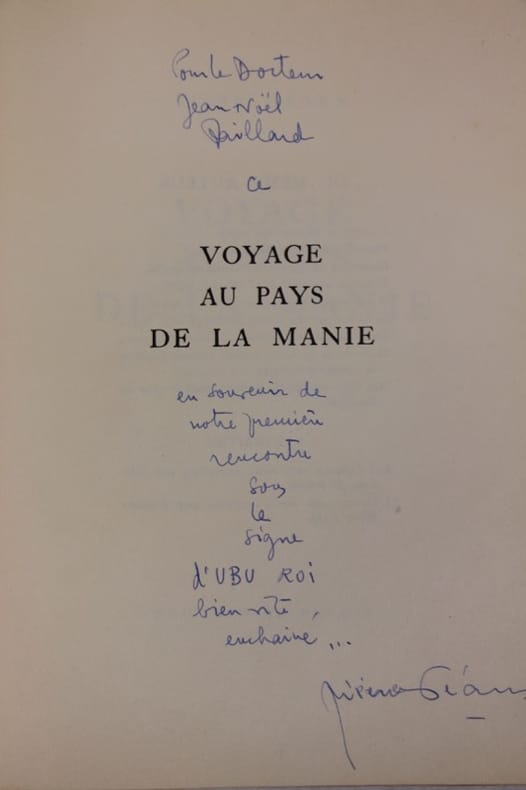 Pour le Docteur
Jean Noël
Paillard
ce
VOYAGE
AU PAYS
DE LA MANIE
en souvenir de
notre première
rencontre
sous
le
signe
d'UBU ROI
bien vite
enchaîné...